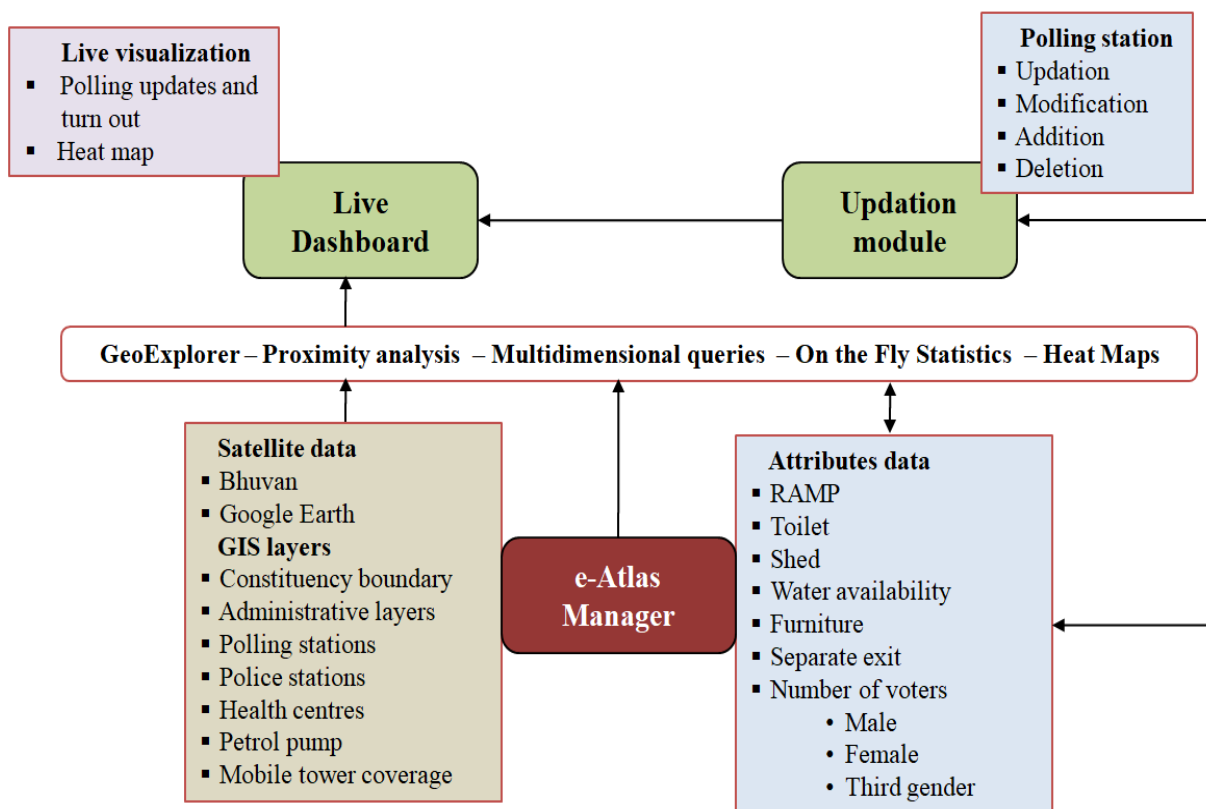 Live visualization
▪ Polling updates and
turn out
▪ Heat map
Polling station
▪ Updation
▪ Modification
▪ Addition
▪ Deletion
Live
Dashboard
Updation
module
GeoExplorer – Proximity analysis – Multidimensional queries – On the Fly Statistics – Heat Maps
Satellite data
▪ Bhuvan
▪ Google Earth
GIS layers
▪ Constituency boundary
▪ Administrative layers
▪ Polling stations
▪ Police stations
▪ Health centres
▪ Petrol pump
▪ Mobile tower coverage
e-Atlas
Manager
Attributes data
▪ RAMP
▪ Toilet
▪ Shed
▪ Water availability
▪ Furniture
▪ Separate exit
▪ Number of voters
• Male
• Female
• Third gender